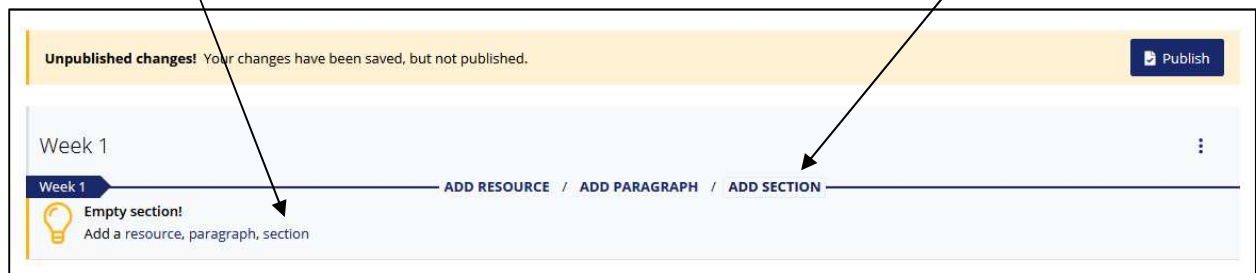 Unpublished changes! Your changes have been saved, but not published.
Publish
Week 1
Week 1
ADD RESOURCE / ADD PARAGRAPH / ADD SECTION
Empty section!
Add a resource, paragraph, section